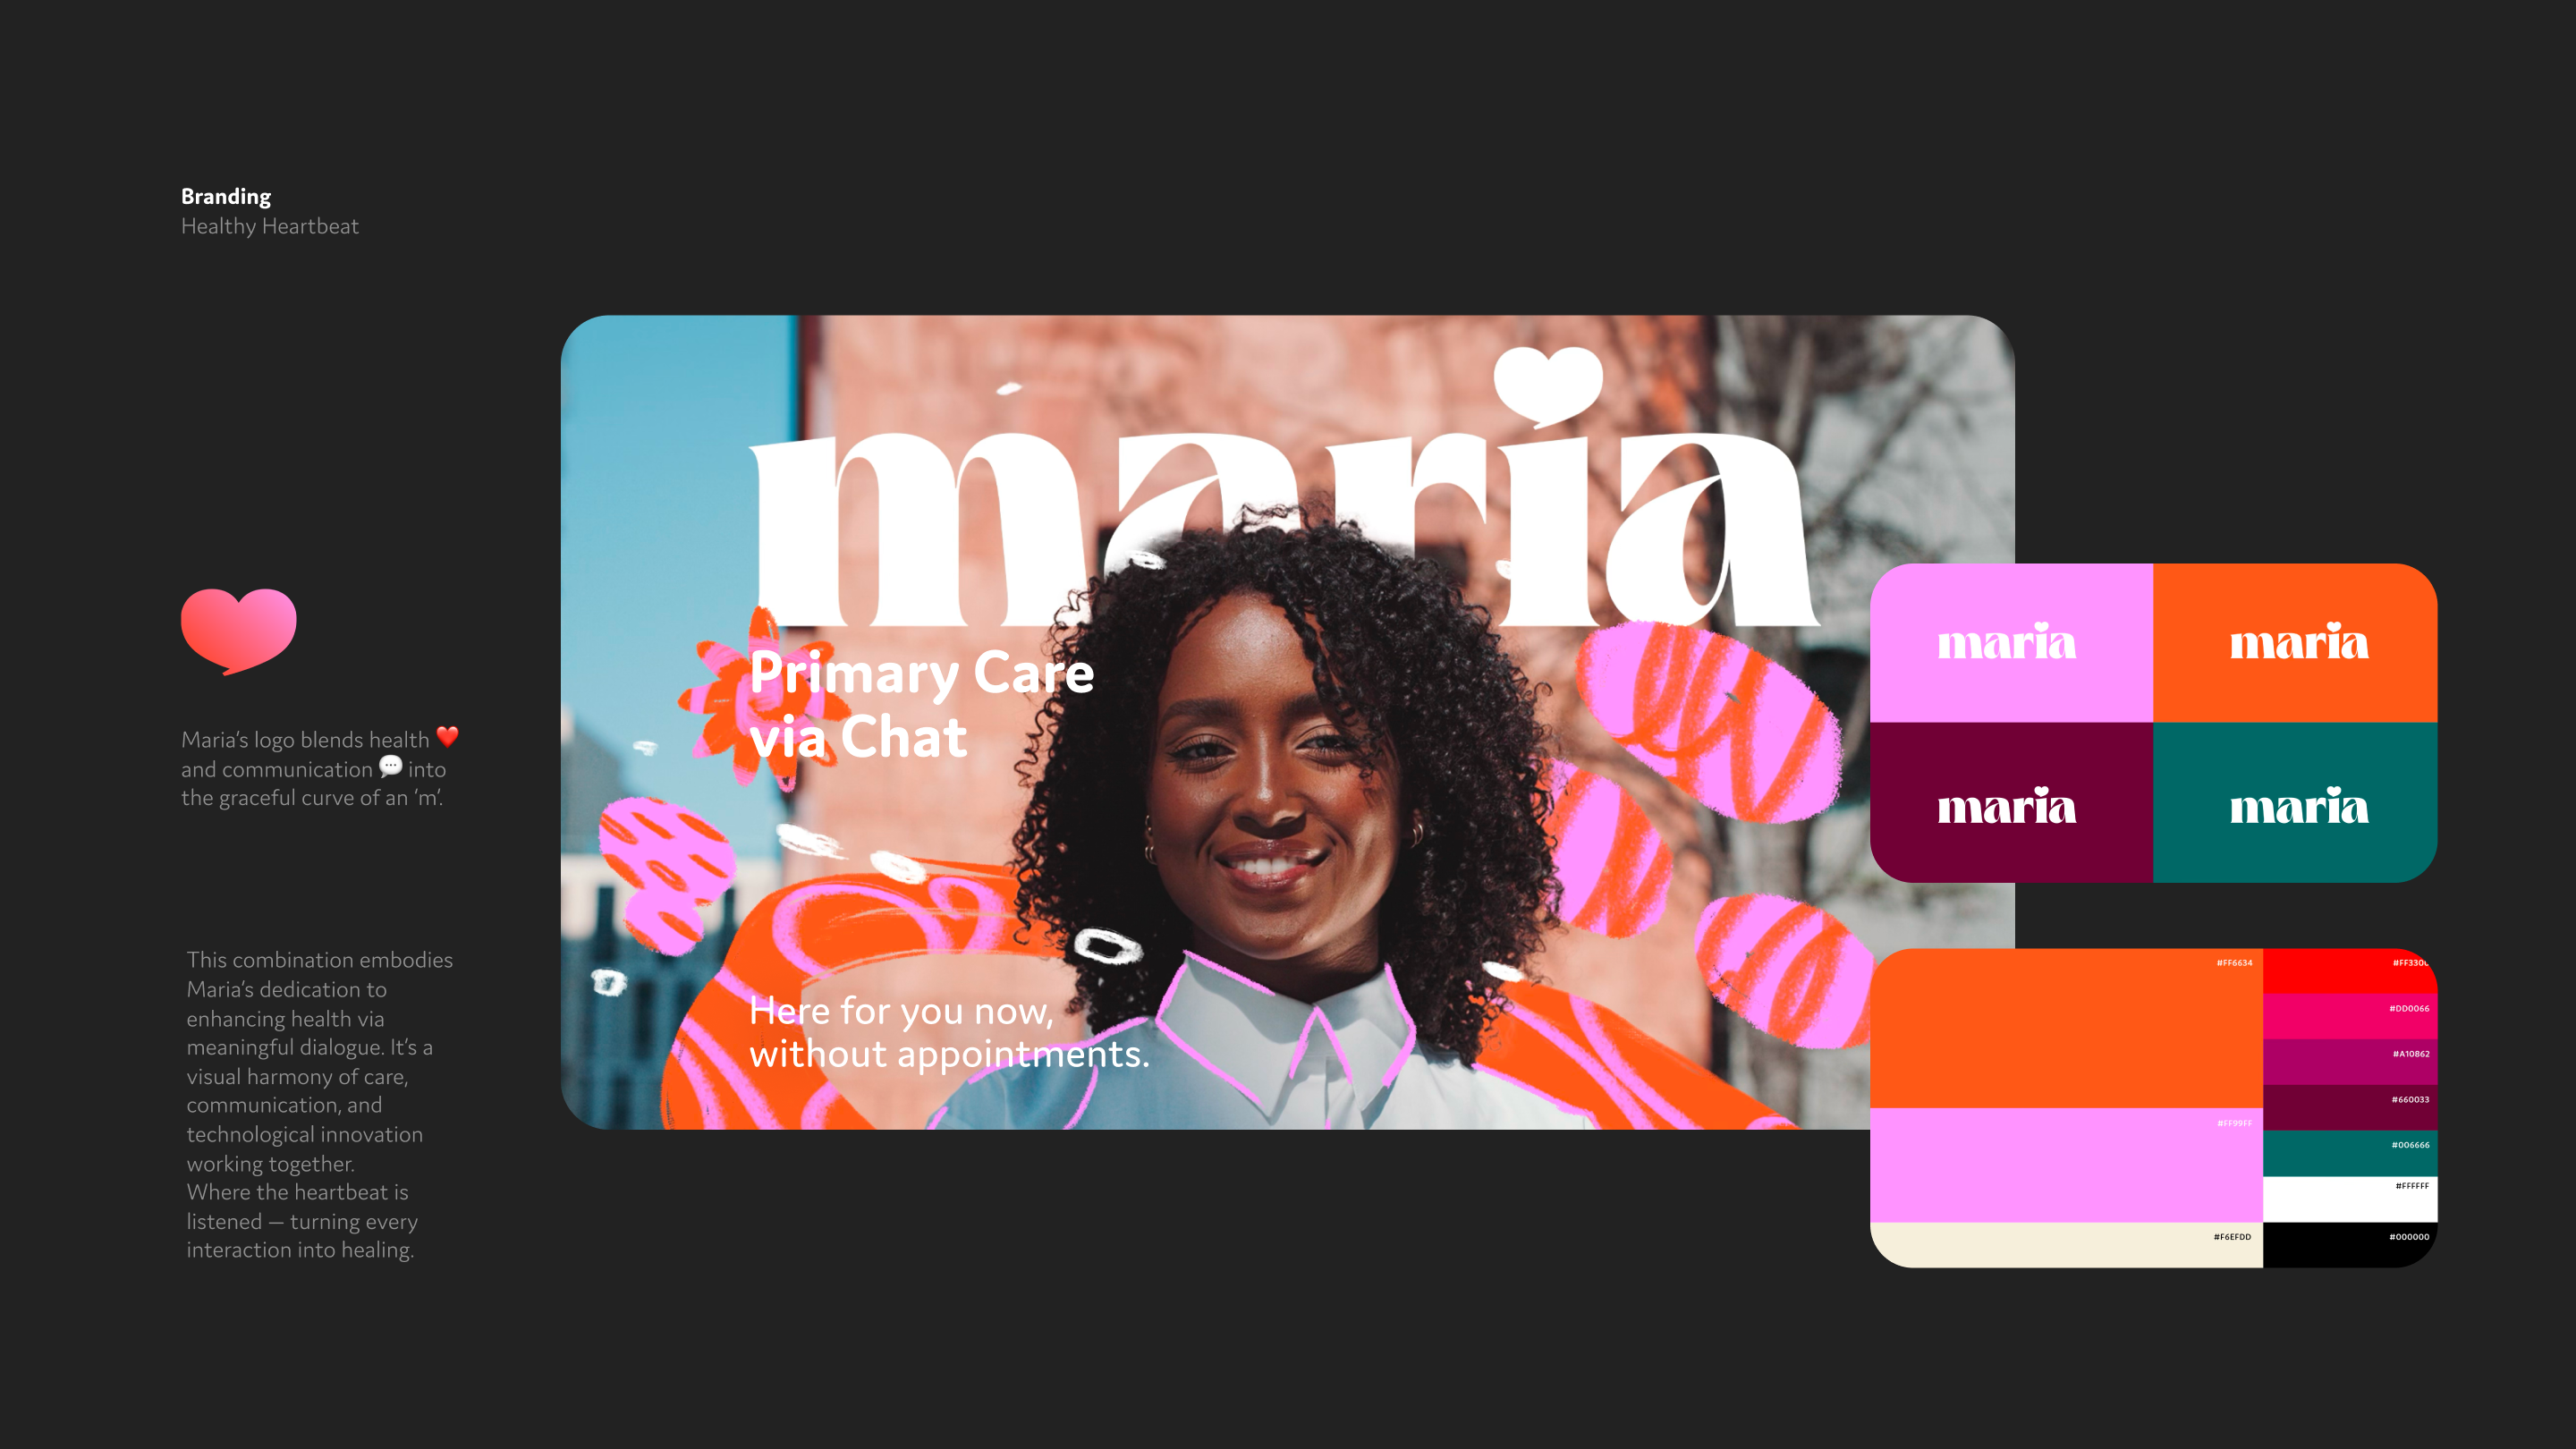 Branding
Healthy Heartbeat
maria
Primary Care
via Chat
Here for you now,
without appointments.
Maria’s logo blends health ❤️
and communication 💬 into
the graceful curve of an ‘m’.
This combination embodies
Maria’s dedication to
enhancing health via
meaningful dialogue. It’s a
visual harmony of care,
communication, and
technological innovation
working together.
Where the heartbeat is
listened — turning every
interaction into healing.
maria
maria
maria
maria
#FF6634
#FF99FF
#F6EFDD
#FF3300
#DD0066
#A10862
#660033
#006666
#FFFFFF
#000000